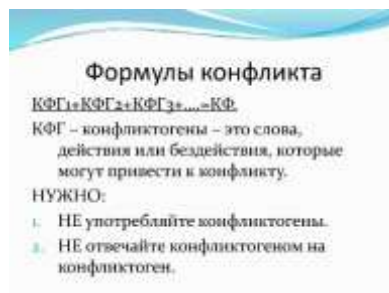 Формулы конфликта
КФГ1+КФГ2+КФГ3+....=КФ
КФГ – конфликтогены – это слова,
действия или бездействия, которые
могут привести к конфликту.
НУЖНО:
1. НЕ употребляйте конфликтогены.
2. НЕ отвечайте конфликтогеном на
конфликтоген.